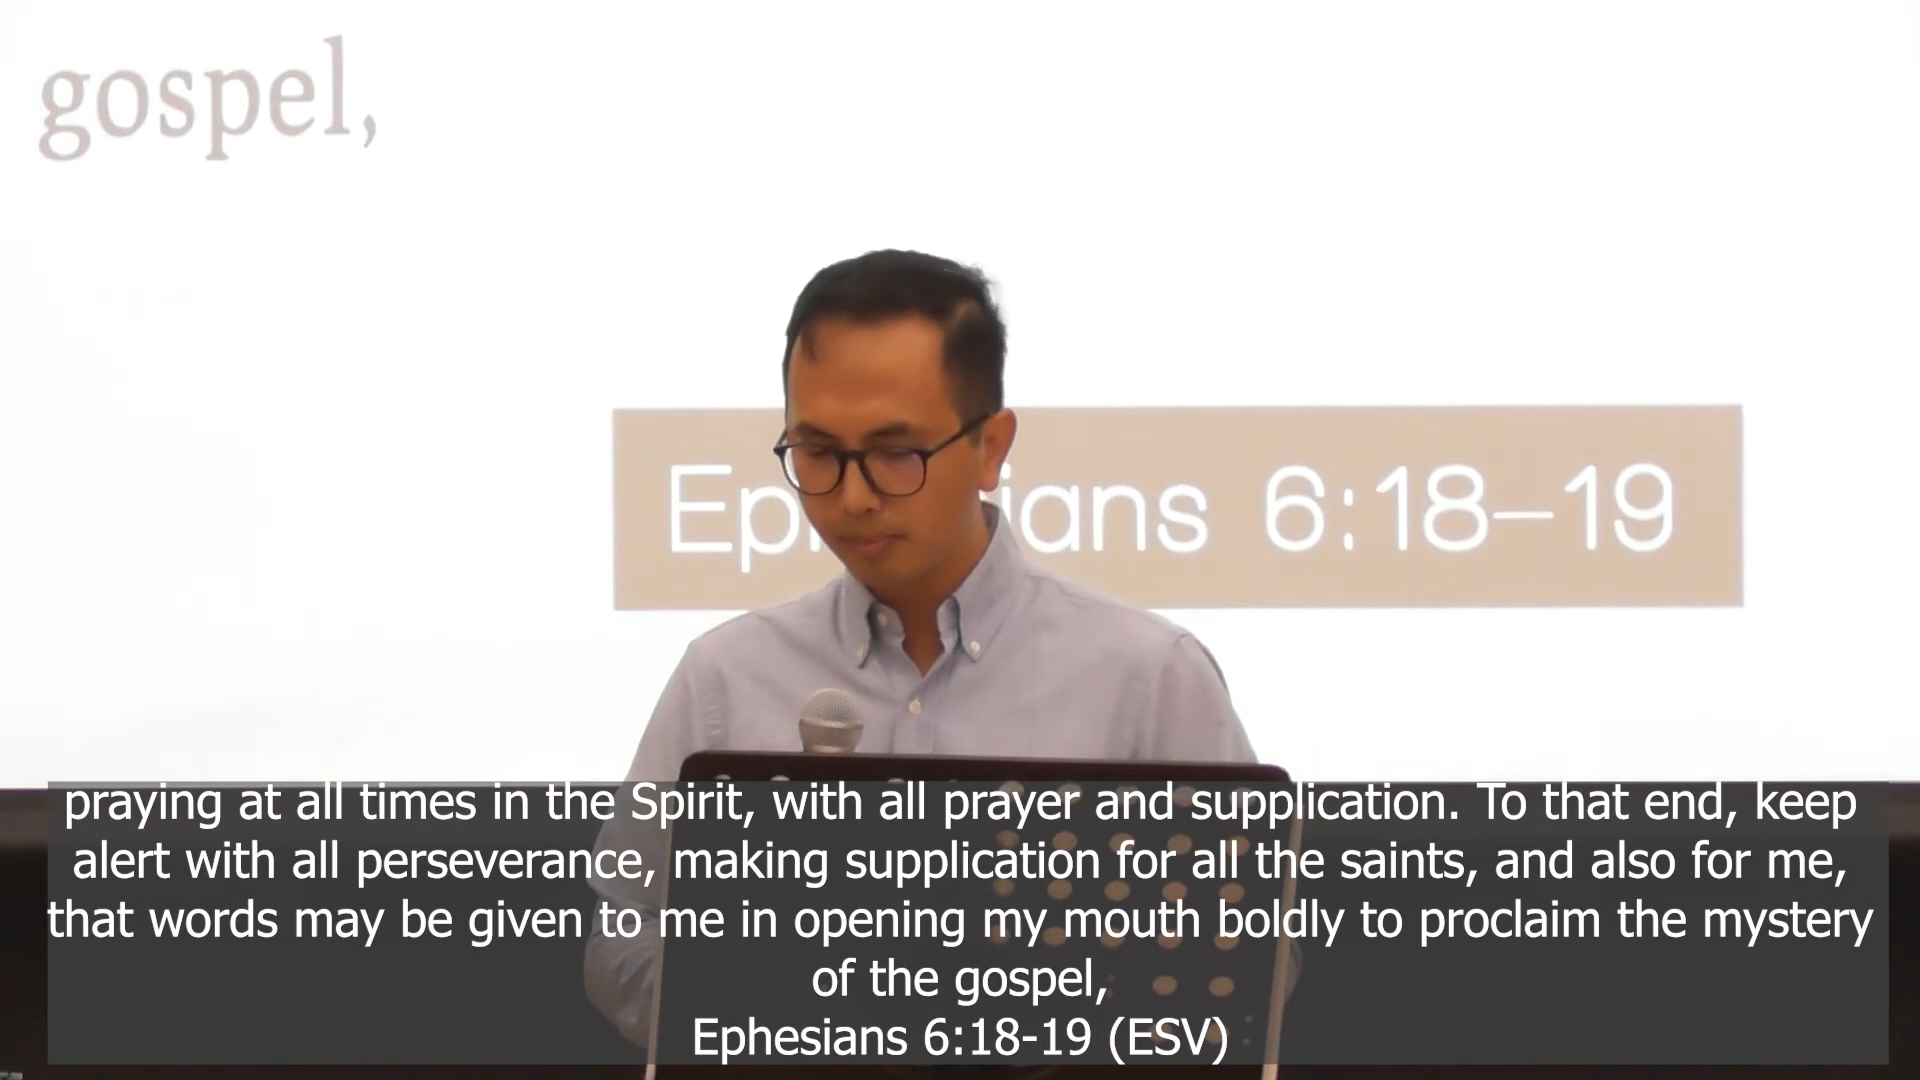 gospel,
6:18–19
praying at all times in the Spirit, with all prayer and supplication. To that end, keep
alert with all perseverance, making supplication for all the saints, and also for me,
that words may be given to me in opening my mouth boldly to proclaim the mystery
of the gospel,
Ephesians 6:18-19 (ESV)